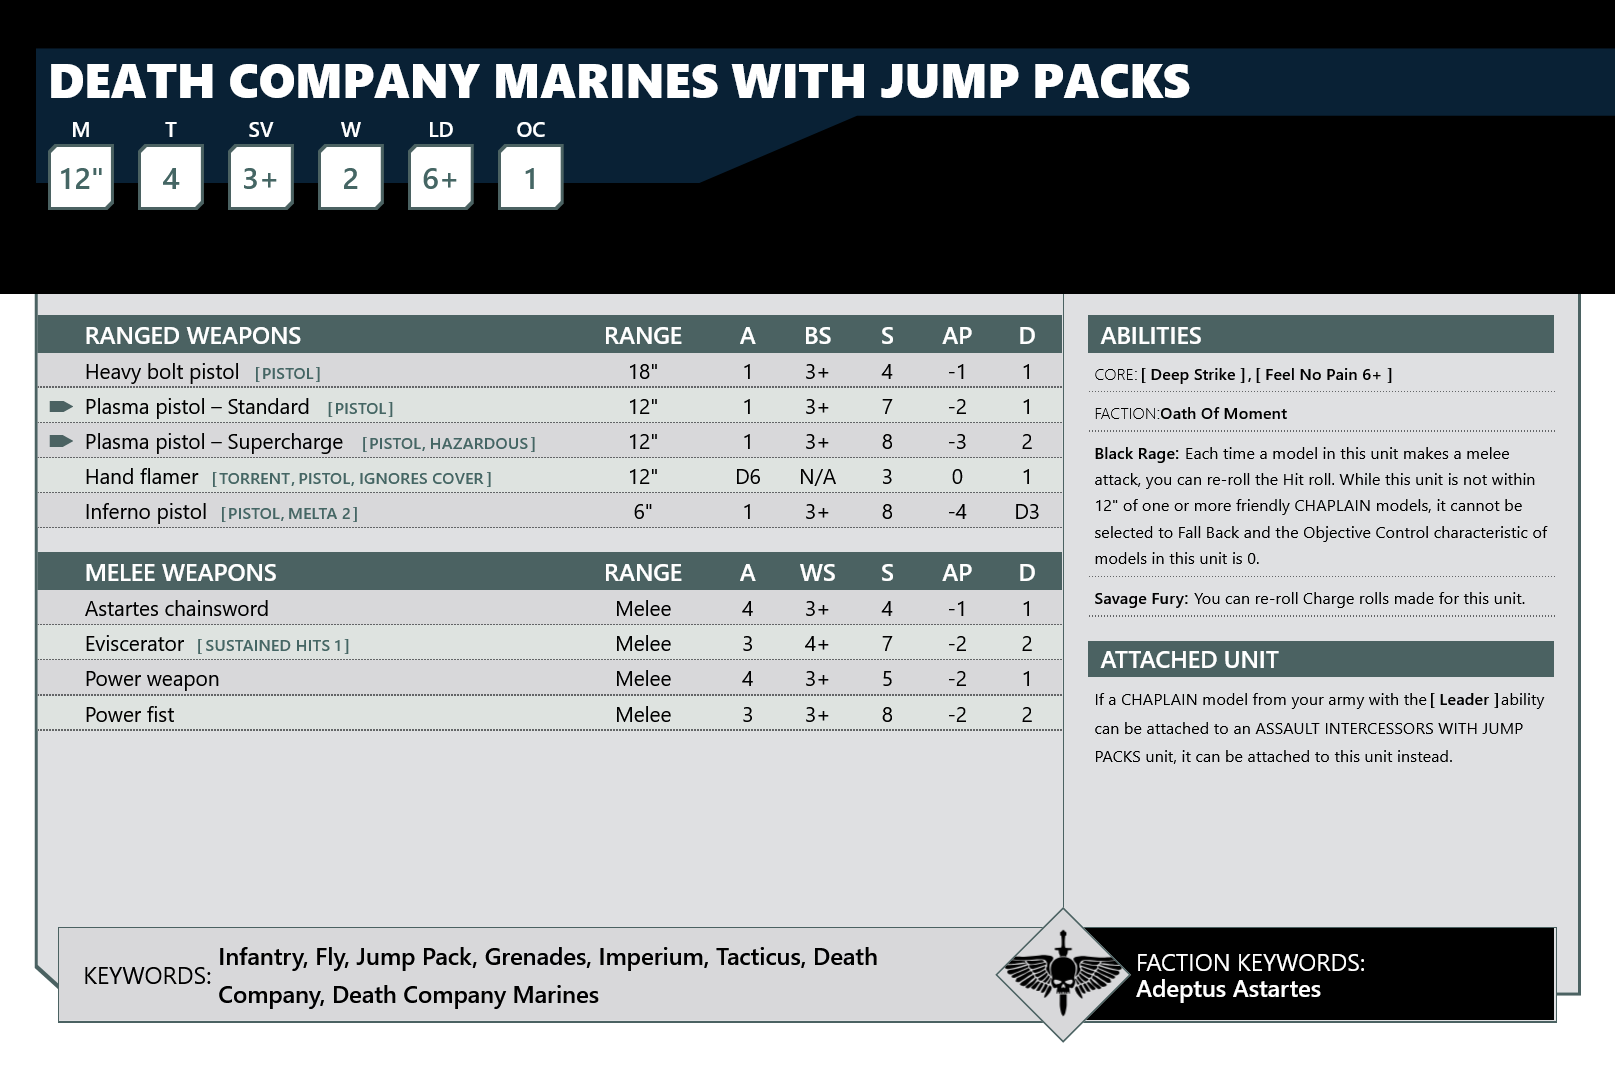 DEATH COMPANY MARINES WITH JUMP PACKS
M T SV W LD OC
12" 4 3+ 2 6+ 1
RANGED WEAPONS RANGE A BS S AP D
Heavy bolt pistol [PISTOL] 18" 1 3+ 4 -1 1
Plasma pistol – Standard [PISTOL] 12" 1 3+ 7 -2 1
Plasma pistol – Supercharge [PISTOL, HAZARDOUS] 12" 1 3+ 8 -3 2
Hand flamer [TORRENT, PISTOL, IGNORES COVER] 12" D6 N/A 3 0 1
Inferno pistol [PISTOL, MELTA 2] 6" 1 3+ 8 -4 D3
MELEE WEAPONS RANGE A WS S AP D
Astartes chainsword Melee 4 3+ 4 -1 1
Eviscerator [SUSTAINED HITS 1] Melee 3 4+ 7 -2 2
Power weapon Melee 4 3+ 5 -2 1
Power fist Melee 3 3+ 8 -2 2
ABILITIES
CORE: [ Deep Strike ], [ Feel No Pain 6+ ]
FACTION:Oath Of Moment
Black Rage: Each time a model in this unit makes a melee
attack, you can re-roll the Hit roll. While this unit is not within
12" of one or more friendly CHAPLAIN models, it cannot be
selected to Fall Back and the Objective Control characteristic of
models in this unit is 0.
Savage Fury: You can re-roll Charge rolls made for this unit.
ATTACHED UNIT
If a CHAPLAIN model from your army with the [ Leader ]ability
can be attached to an ASSAULT INTERCESSORS WITH JUMP
PACKS unit, it can be attached to this unit instead.
KEYWORDS: Infantry, Fly, Jump Pack, Grenades, Imperium, Tacticus, Death
Company, Death Company Marines
FACTION KEYWORDS:
Adeptus Astartes